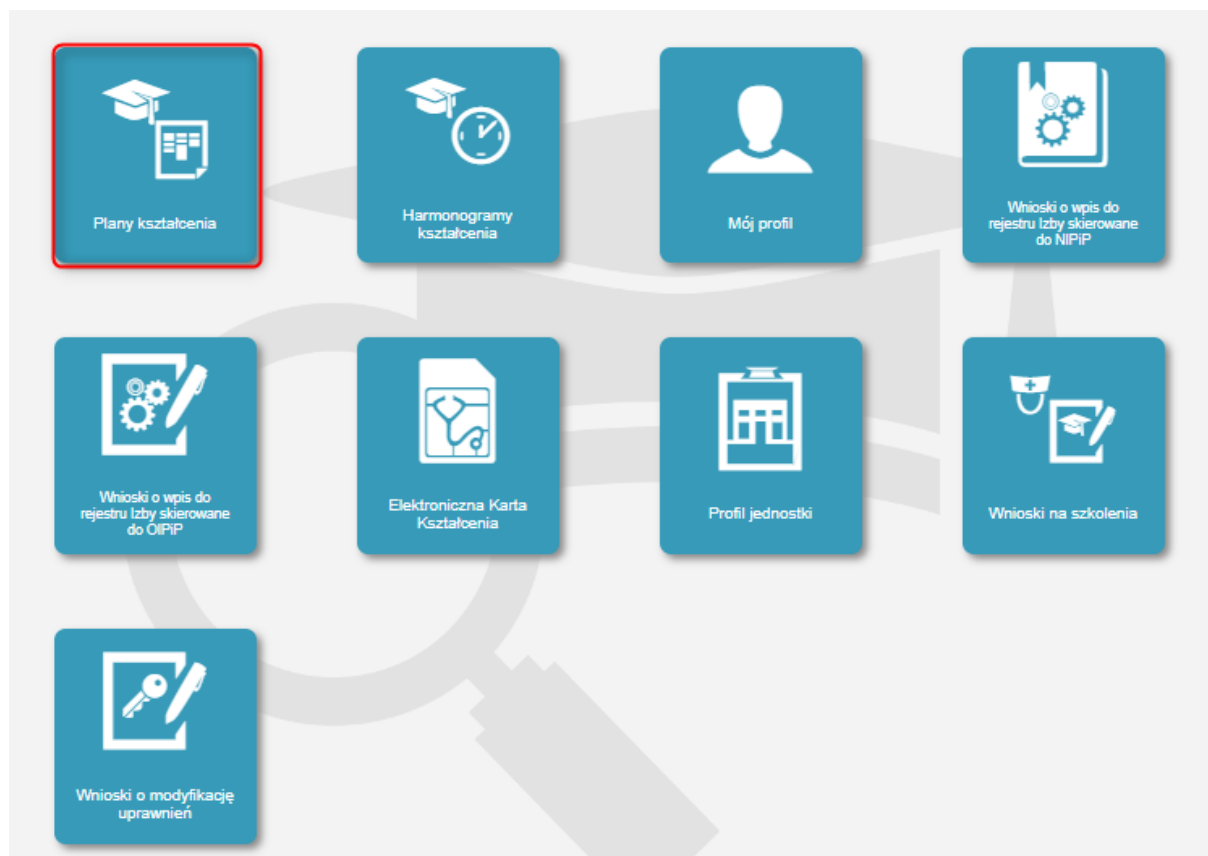 Plany kształcenia
Harmonogramy
kształcenia
Mój profil
Wnioski o wpis do
rejestru Izby skierowane
do NIPiP
Wnioski o wpis do
rejestru Izby skierowane
do OIPiP
Elektroniczna Karta
Kształcenia
Profil jednostki
Wnioski na szkolenia
Wnioski o modyfikację
uprawnień